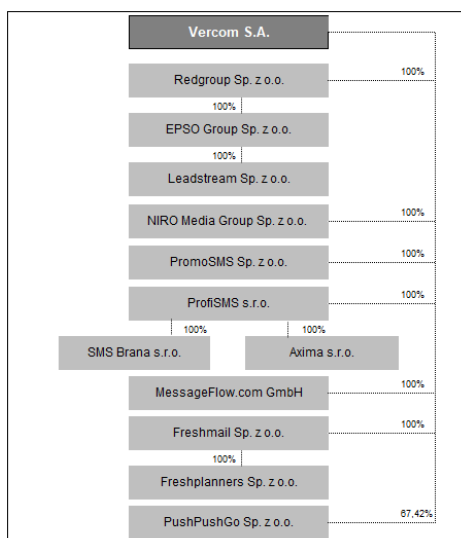 Vercom S.A.
Redgroup Sp. z o.o.
100%
100%
EPSO Group Sp. z o.o.
100%
Leadstream Sp. z o.o.
NIRO Media Group Sp. z o.o.
100%
PromoSMS Sp. z o.o.
100%
ProfiSMS s.r.o.
100%
100%
100%
SMS Brana s.r.o.
Axima s.r.o.
MessageFlow.com GmbH
100%
Freshmail Sp. z o.o.
100%
100%
Freshplanners Sp. z o.o.
PushPushGo Sp. z o.o.
67,42%